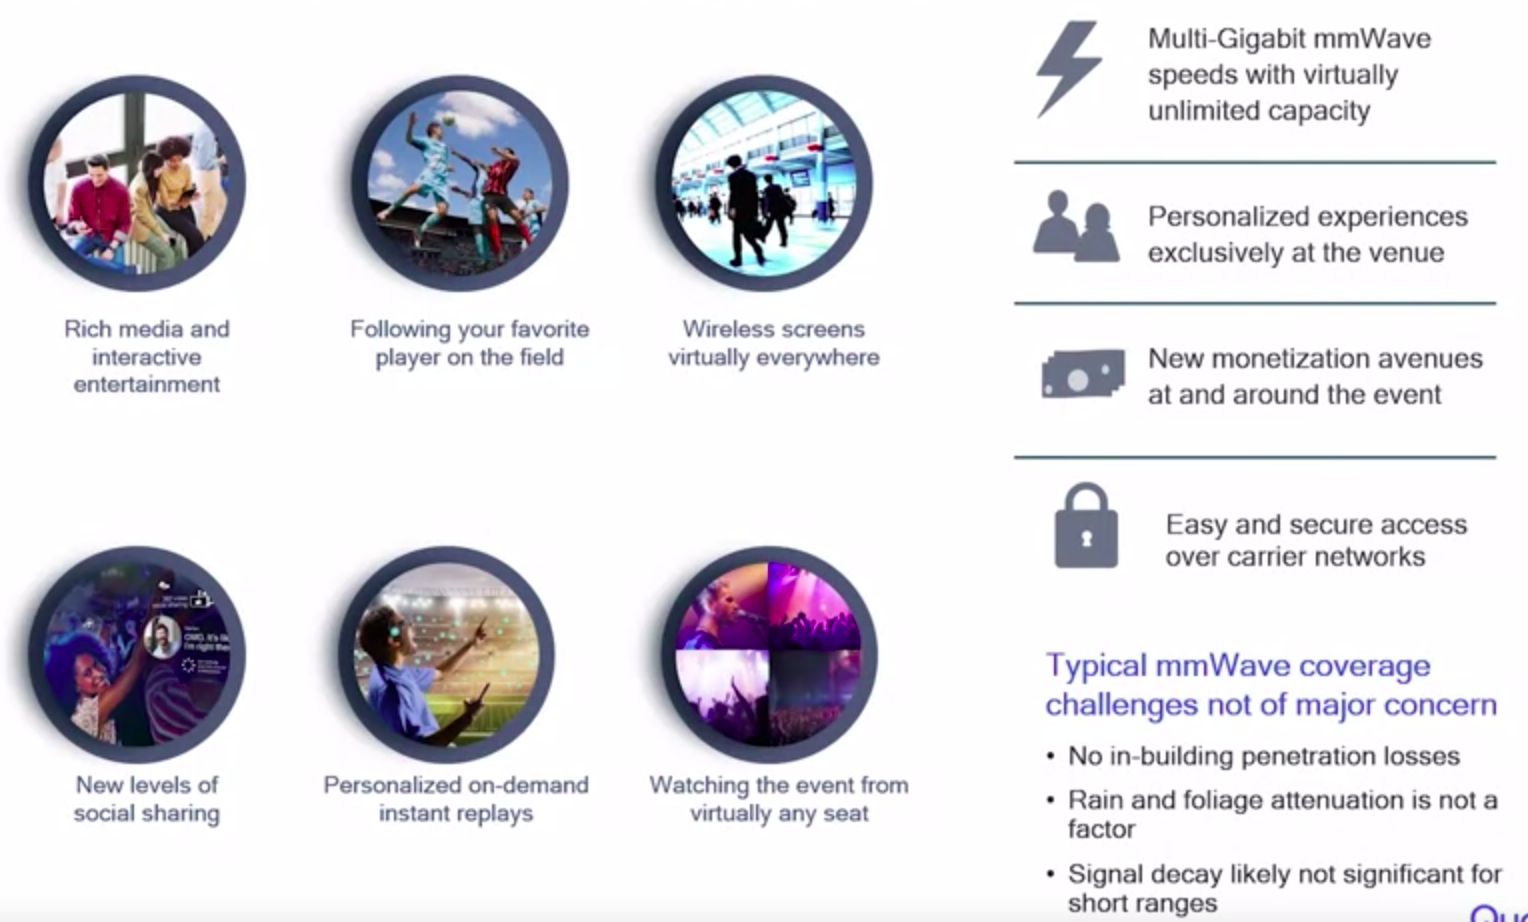 Rich media and
interactive
entertainment
Following your favorite
player on the field
Wireless screens
virtually everywhere
New levels of
social sharing
Personalized on-demand
instant replays
Watching the event from
virtually any seat
Multi-Gigabit mmWave
speeds with virtually
unlimited capacity
Personalized experiences
exclusively at the venue
New monetization avenues
at and around the event
Easy and secure access
over carrier networks
Typical mmWave coverage
challenges not of major concern
• No in-building penetration losses
• Rain and foliage attenuation is not a
factor
• Signal decay likely not significant for
short ranges